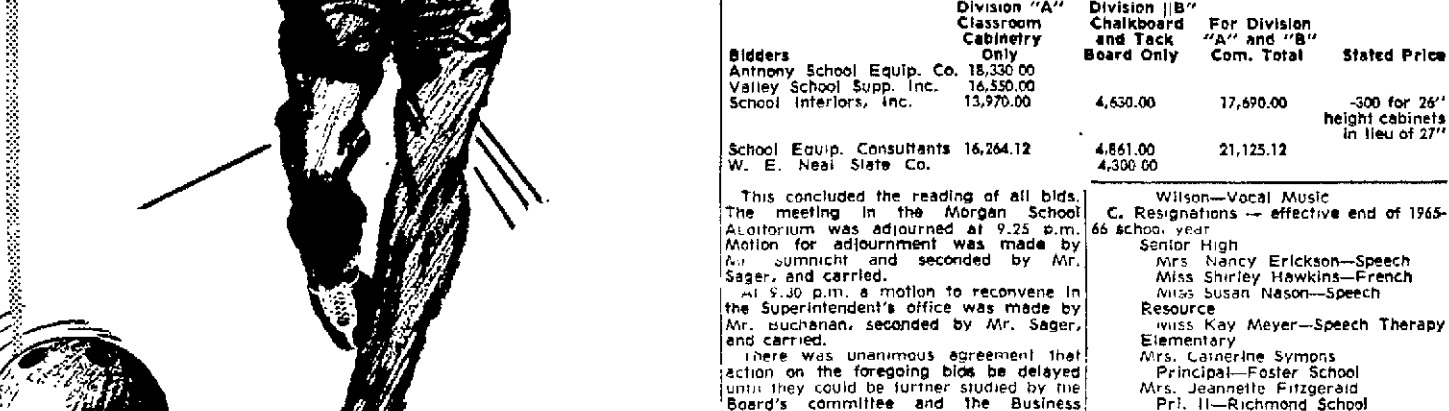 Division "A" Division ||B"
Classroom Chalkboard For Division
Cabinetry and Tack "A" and "B"
Bidders Only Board Only Com. Total Stated Price
Anthony School Equip. Co. 18,330 00
Valley School Supp. Inc. 16,550.00
School Interiors, Inc. 13,970.00 4,630.00 17,690.00 -300 for 26"
height cabinets
in lieu of 27"
School Equip. Consultants 16,264.12 4,861.00 21,125.12
W. E. Neal Slate Co. 4,300 00
This concluded the reading of all bids.
The meeting in the Morgan School
Auditorium was adjourned at 9.25 p.m.
Motion for adjournment was made by
Mr Sumnicht and seconded by Mr.
Sager, and carried.
At 9.30 p.m. a motion to reconvene in
the Superintendent's office was made by
Mr. Buchanan, seconded by Mr. Sager,
and carried.
There was unanimous agreement that
action on the foregoing bids be delayed
until they could be further studied by the
Board's committee and the Business
Wilson—Vocal Music
C. Resignations — effective end of 1965-
66 school year
Senior High
Mrs Nancy Erickson—Speech
Miss Shirley Hawkins—French
Miss Susan Nason—Speech
Resource
Miss Kay Meyer—Speech Therapy
Elementary
Mrs. Catherine Symons
Principal—Foster School
Mrs. Jeannette Fitzgerald
Pri. II—Richmond School